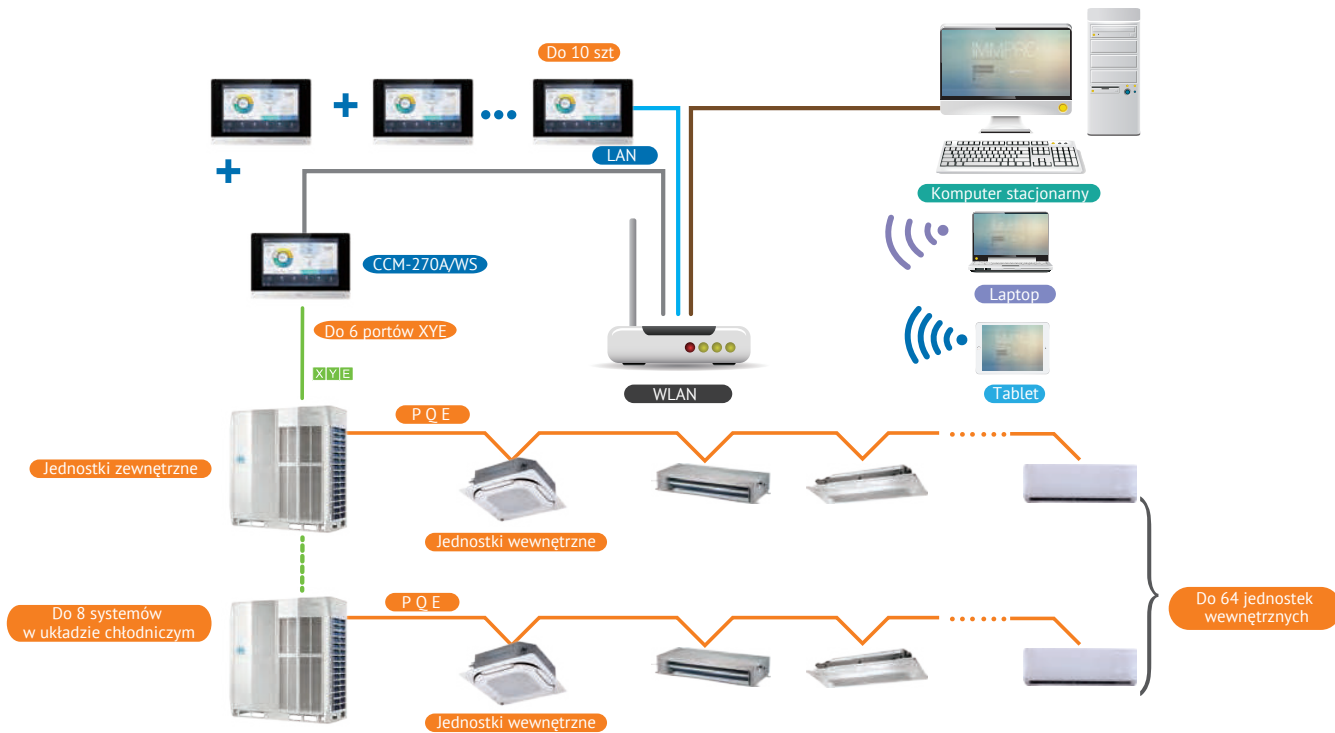 Do 10 szt
IMMPRO
LAN
Komputer stacjonarny
CCM-270A/WS
Laptop
Do 6 portów XYE
X Y E
WLAN
Tablet
P Q E
Jednostki zewnętrzne
Jednostki wewnętrzne
Do 8 systemów
w układzie chłodniczym
P Q E
Do 64 jednostek
wewnętrznych
Jednostki wewnętrzne